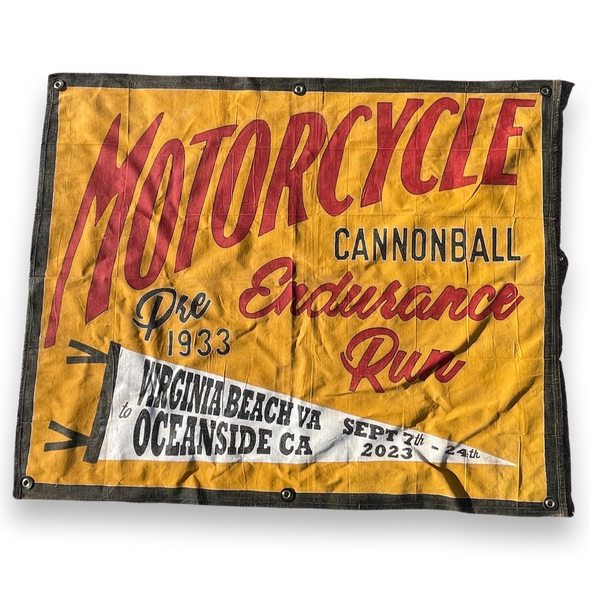 MOTORCYCLE
CANNONBALL
Endurance
Run
Pre
1933
VIRGINIA BEACH VA
to
OCEANSIDE CA
SEPT 7th - 24th
2023